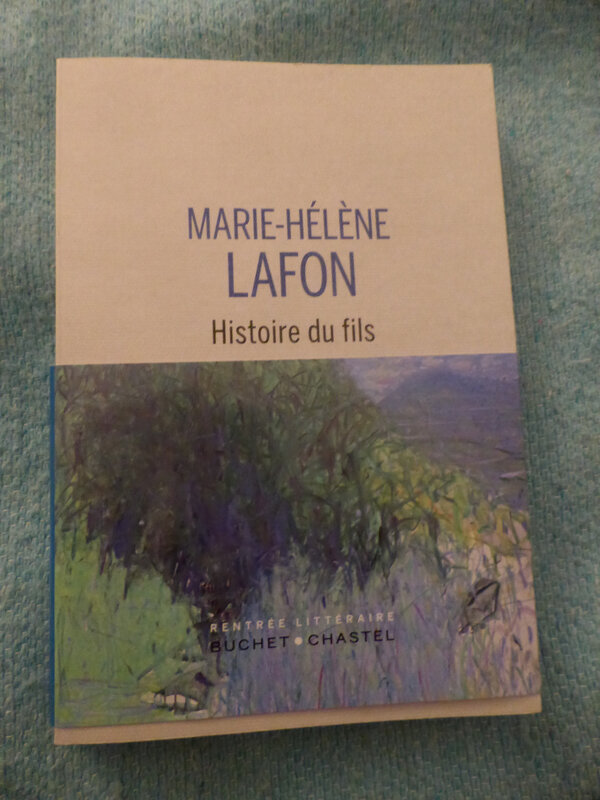 MARIE-HÉLÈNE
LAFON
Histoire du fils
RENTRÉE LITTÉRAIRE
BUCHET • CHASTEL